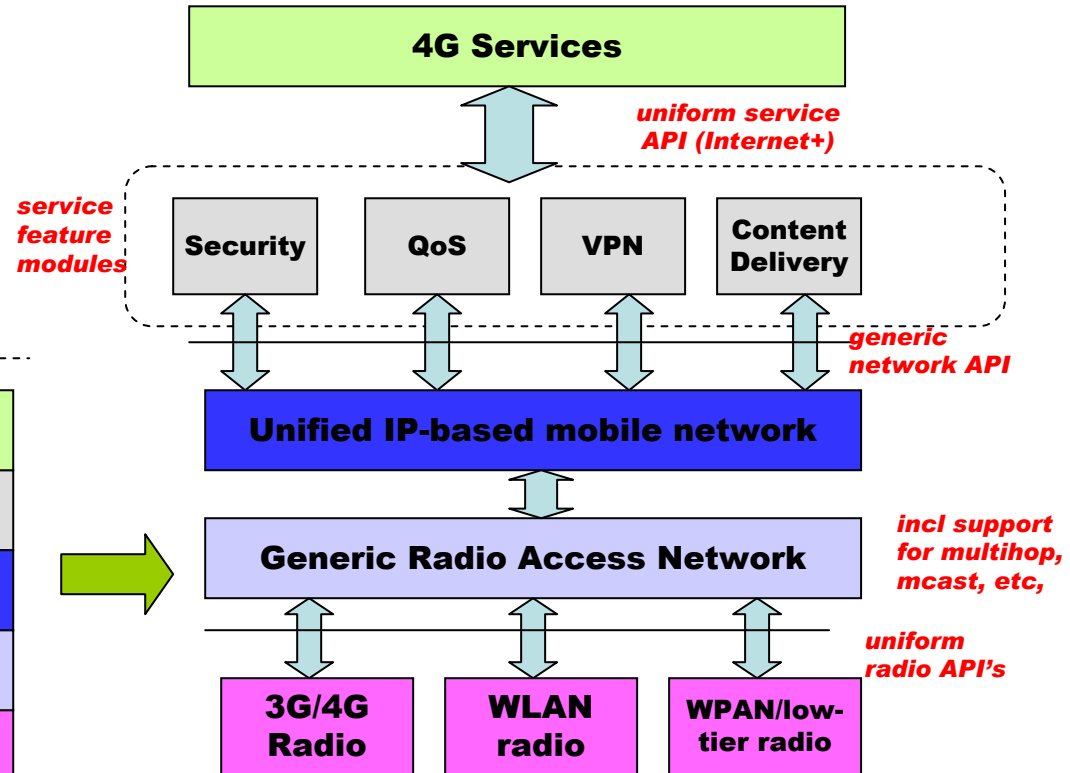 4G Services
uniform service
API (Internet+)
service
feature
modules
Security
QoS
VPN
Content
Delivery
generic
network API
Unified IP-based mobile network
Generic Radio Access Network
incl support
for multihop,
mcast, etc,
uniform
radio API's
3G/4G
Radio
WLAN
radio
WPAN/low-
tier radio